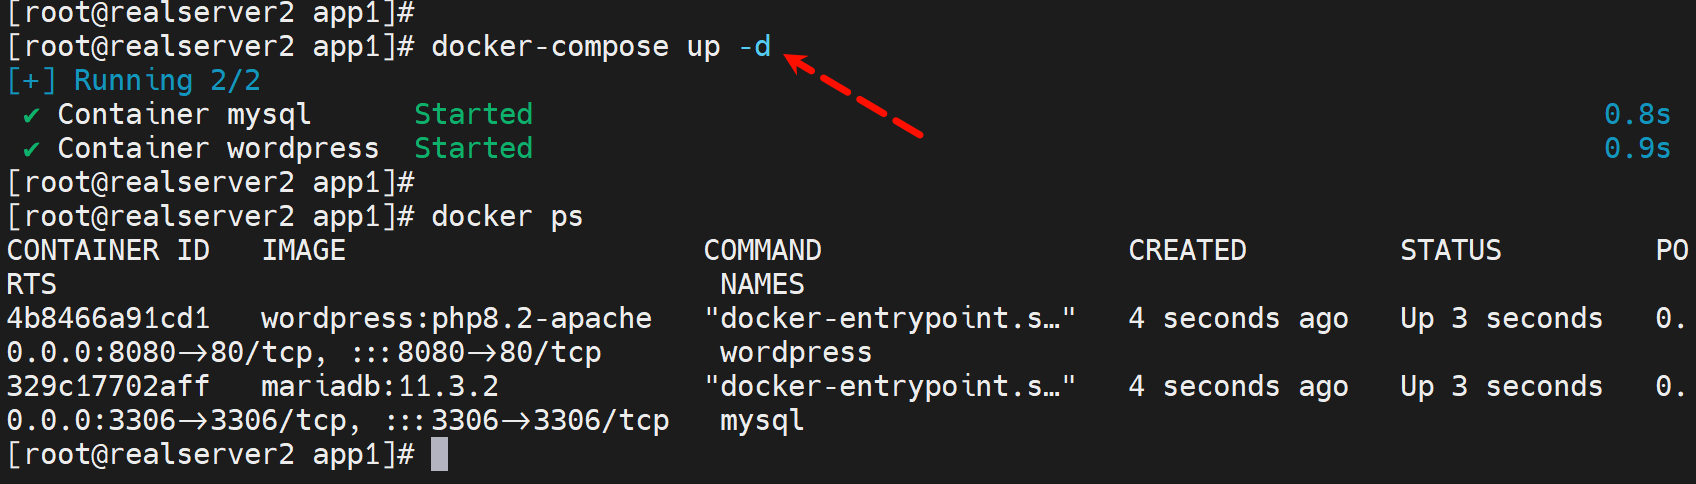 [root@realserver2 app1]#
[root@realserver2 app1]# docker-compose up -d
[+] Running 2/2
 ✔ Container mysql      Started                                                               0.8s
 ✔ Container wordpress  Started                                                               0.9s
[root@realserver2 app1]#
[root@realserver2 app1]# docker ps
CONTAINER ID   IMAGE                     COMMAND                  CREATED         STATUS         PO
RTS                                       NAMES
4b8466a91cd1   wordpress:php8.2-apache   "docker-entrypoint.s…"   4 seconds ago   Up 3 seconds   0.
0.0.0:8080->80/tcp, :::8080->80/tcp       wordpress
329c17702aff   mariadb:11.3.2            "docker-entrypoint.s…"   4 seconds ago   Up 3 seconds   0.
0.0.0:3306->3306/tcp, :::3306->3306/tcp   mysql
[root@realserver2 app1]#